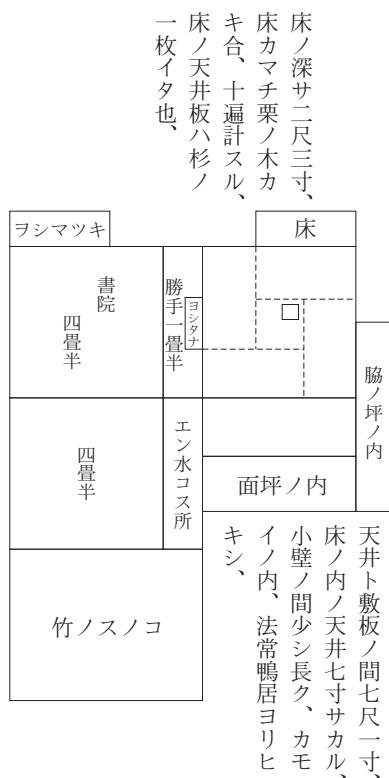 床ノ深サ二尺三寸、
床カマチ栗ノ木カ
キ合、十遍計スル、
床ノ天井板ハ杉ノ
一枚イタ也、
床
ヲシマツキ
書院
四畳半
勝手一畳半
ヨシタナ
脇ノ坪ノ内
四畳半
エン水コス所
面坪ノ内
竹ノスノコ
天井ト敷板ノ間七尺一寸、
床ノ内ノ天井七寸サカル、
小壁ノ間少シ長ク、カモ
イノ内、法常鴨居ヨリヒ
キシ、